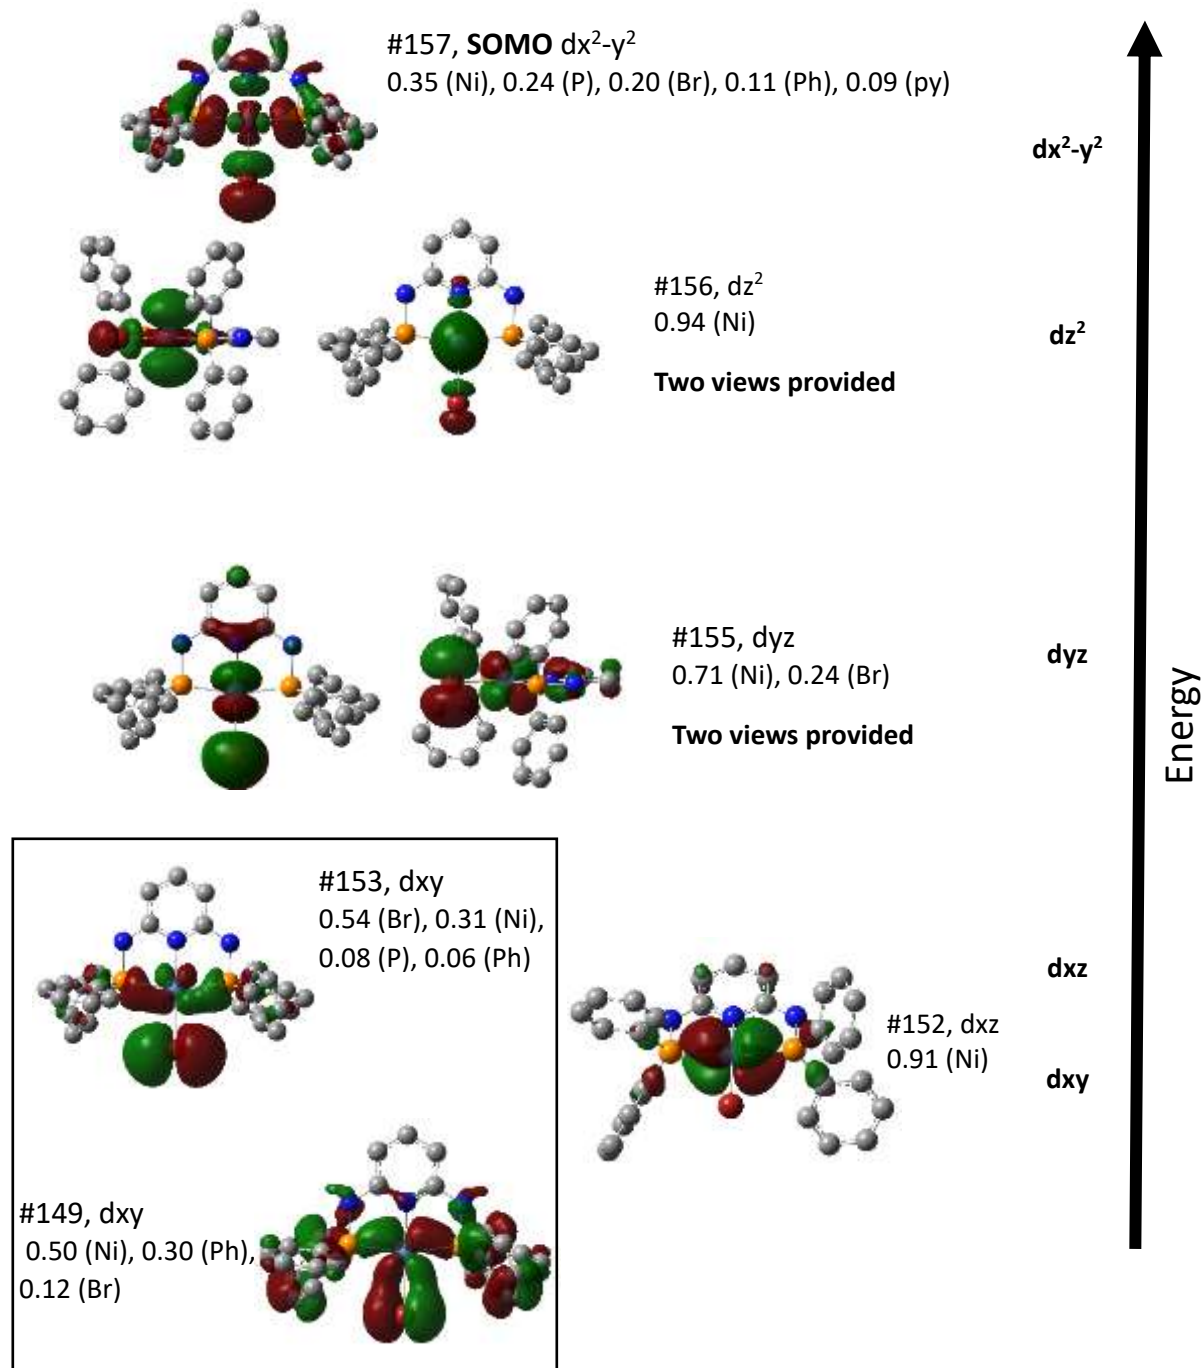 #157, SOMO dx²-y²
0.35 (Ni), 0.24 (P), 0.20 (Br), 0.11 (Ph), 0.09 (py)
dx²-y²
#156, dz²
0.94 (Ni)
Two views provided
dz²
#155, dyz
0.71 (Ni), 0.24 (Br)
Two views provided
dyz
Energy
#153, dxy
0.54 (Br), 0.31 (Ni),
0.08 (P), 0.06 (Ph)
#152, dxz
0.91 (Ni)
dxz
dxy
#149, dxy
0.50 (Ni), 0.30 (Ph),
0.12 (Br)